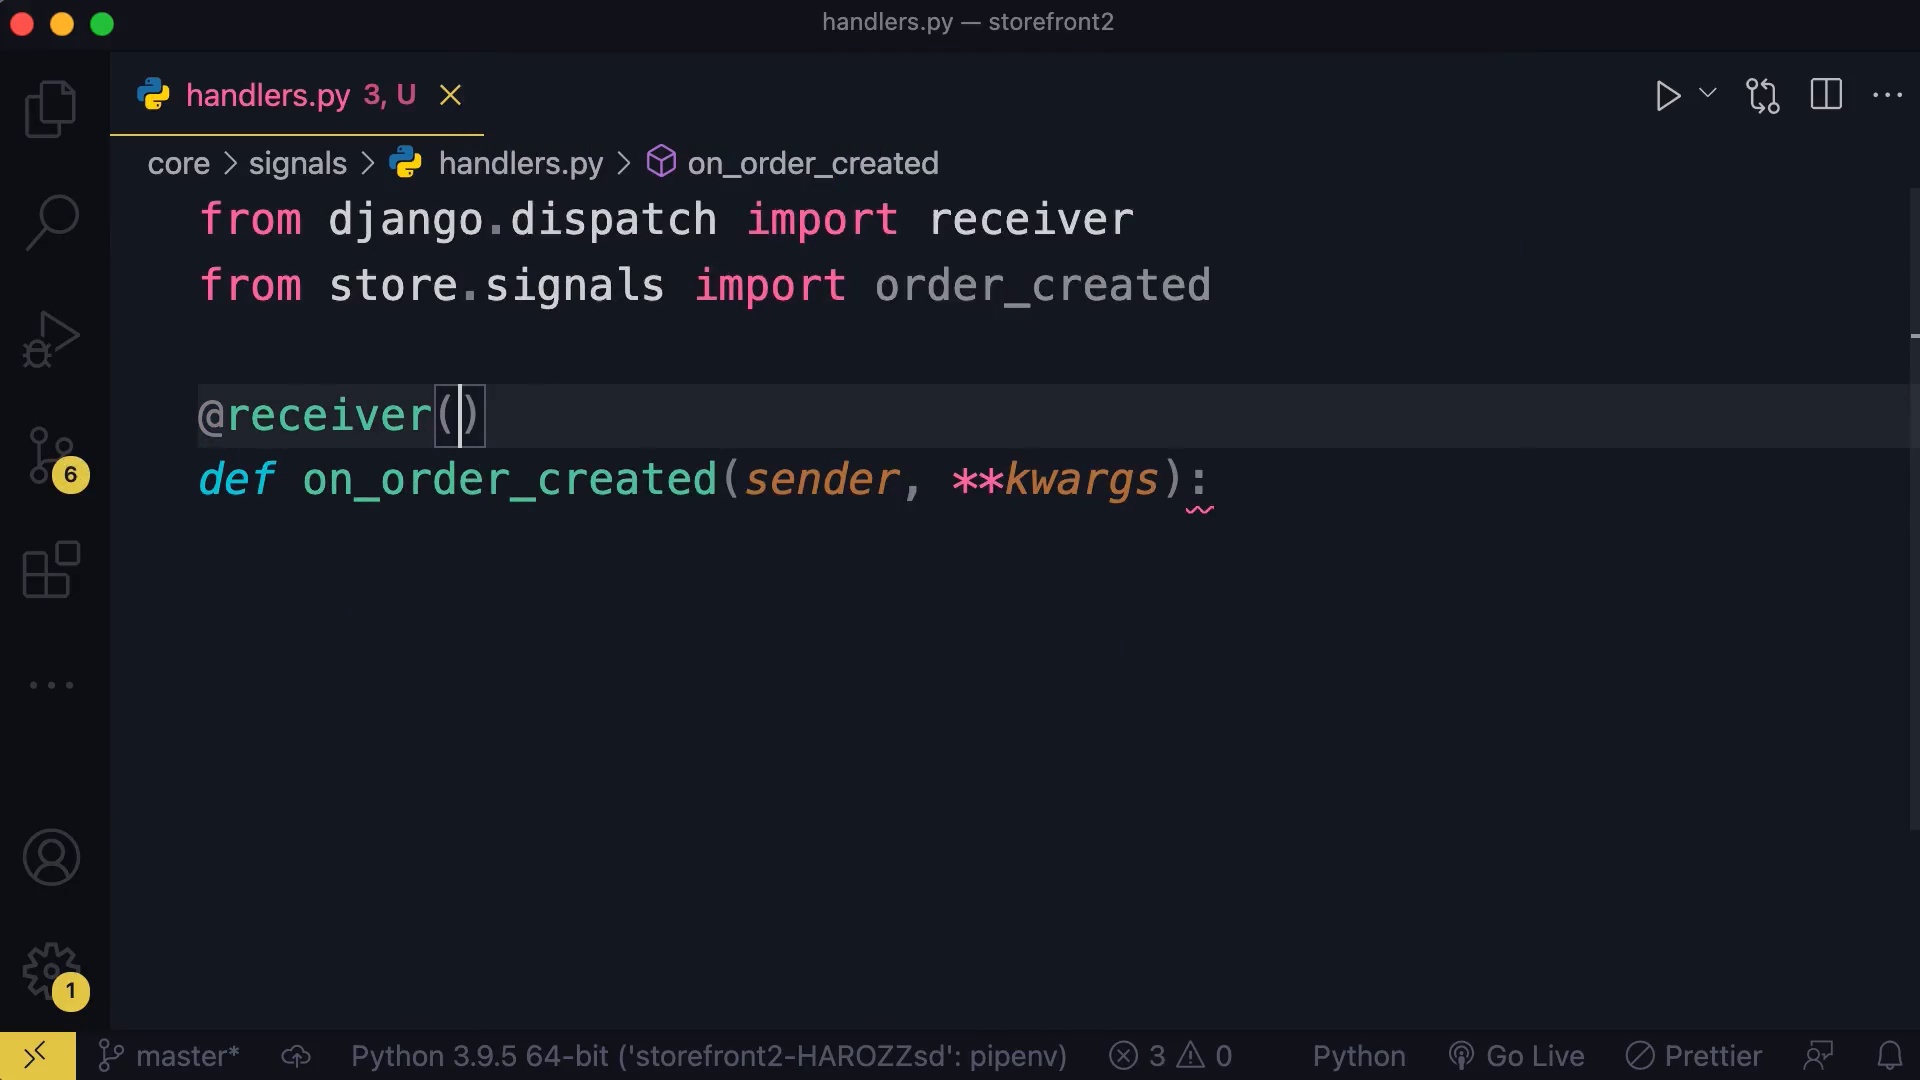 handlers.py — storefront2
handlers.py 3, U
core > signals > handlers.py > on_order_created
from django.dispatch import receiver
from store.signals import order_created
@receiver()
def on_order_created(sender, **kwargs):
6
1
master*
Python 3.9.5 64-bit ('storefront2-HAROZZsd': pipenv)
3
0
Python
Go Live
Prettier